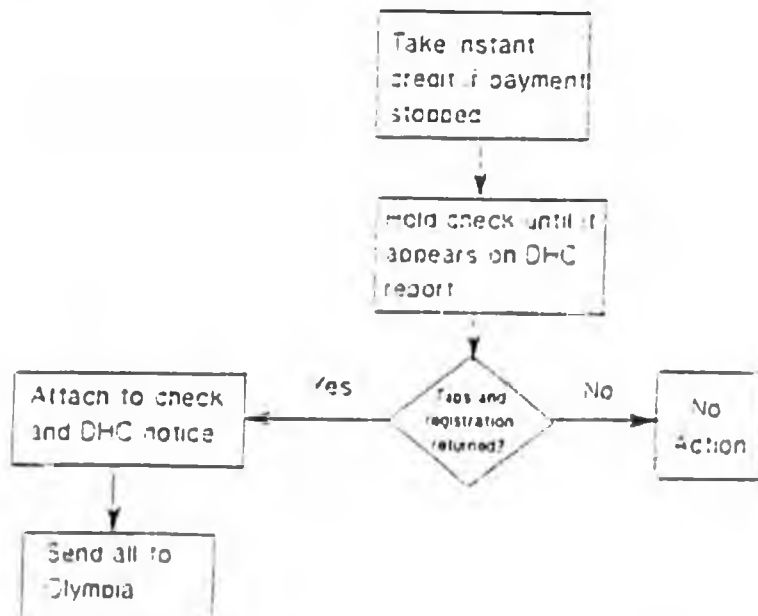 Take instant
credit if payment
stopped
Hold check until it
appears on DHC
report
Yes
Tabs and
registration
returned?
No
No
Action
Attach to check
and DHC notice
Send all to
Olympia